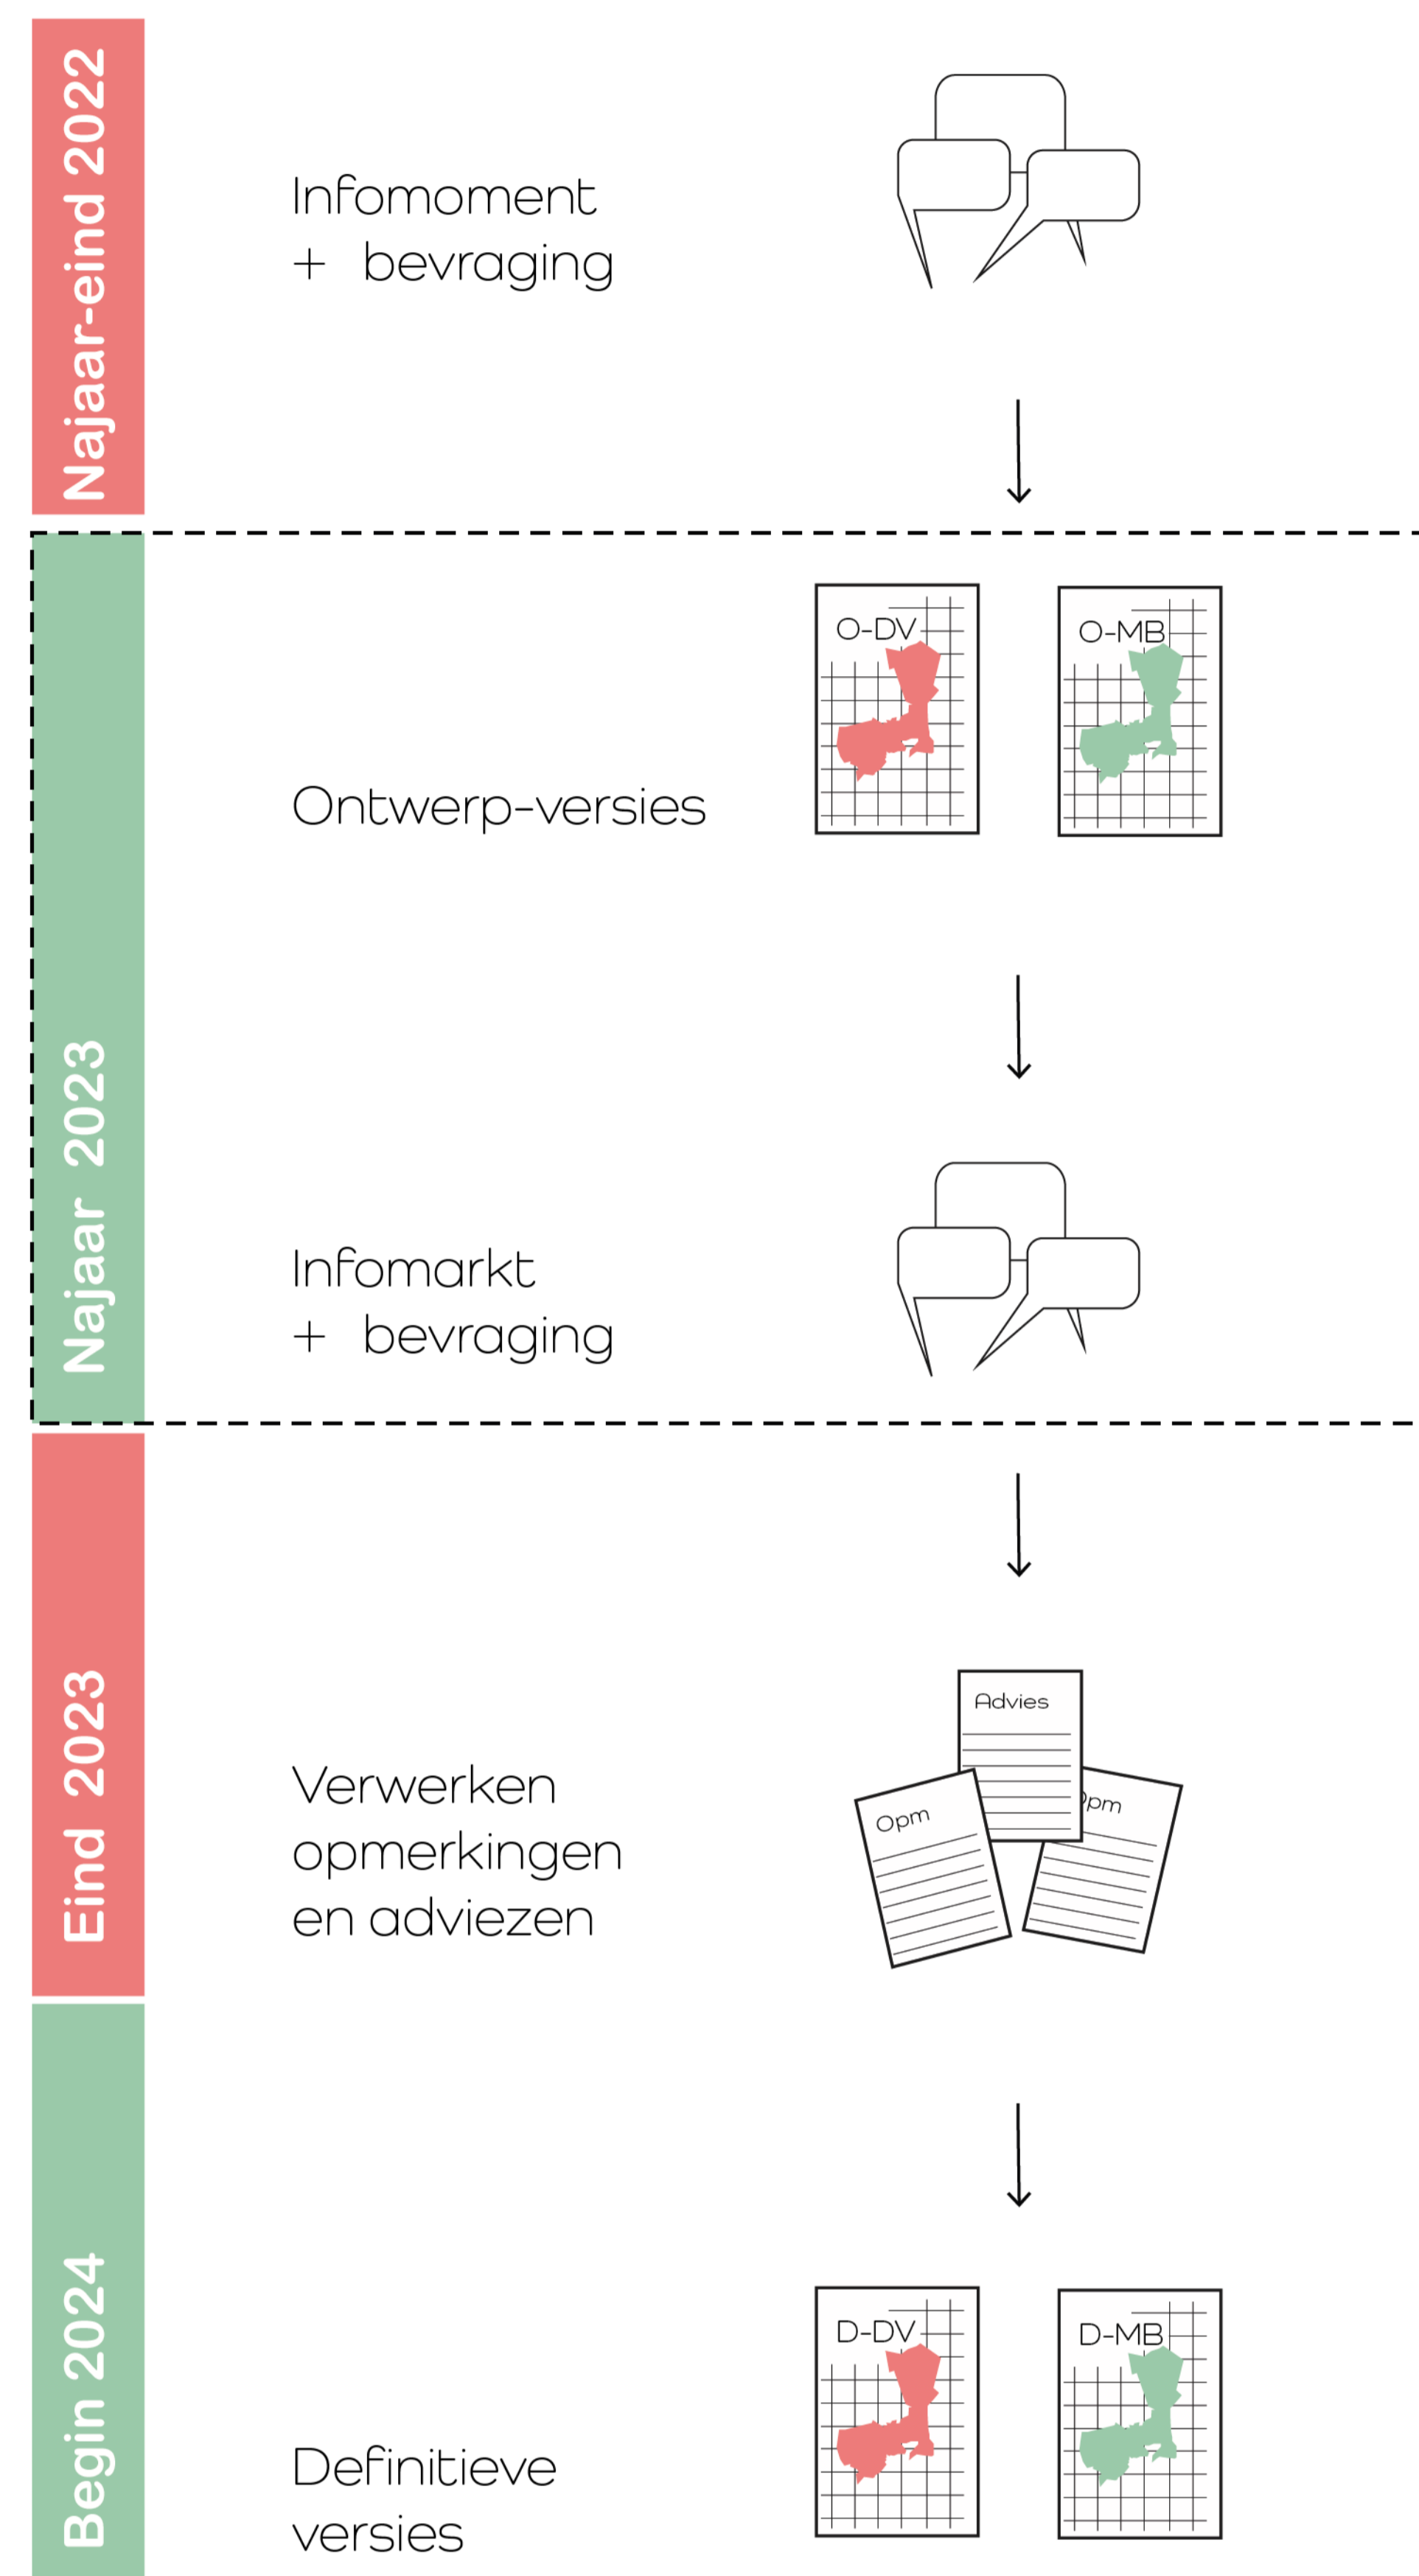 Najaar-eind 2022
Infomoment
+ bevraging
Najaar 2023
O-DV
O-MB
Ontwerp-versies
Infomarkt
+ bevraging
Eind 2023
Advies
Opm
Opm
Verwerken
opmerkingen
en adviezen
Begin 2024
D-DV
D-MB
Definitieve
versies